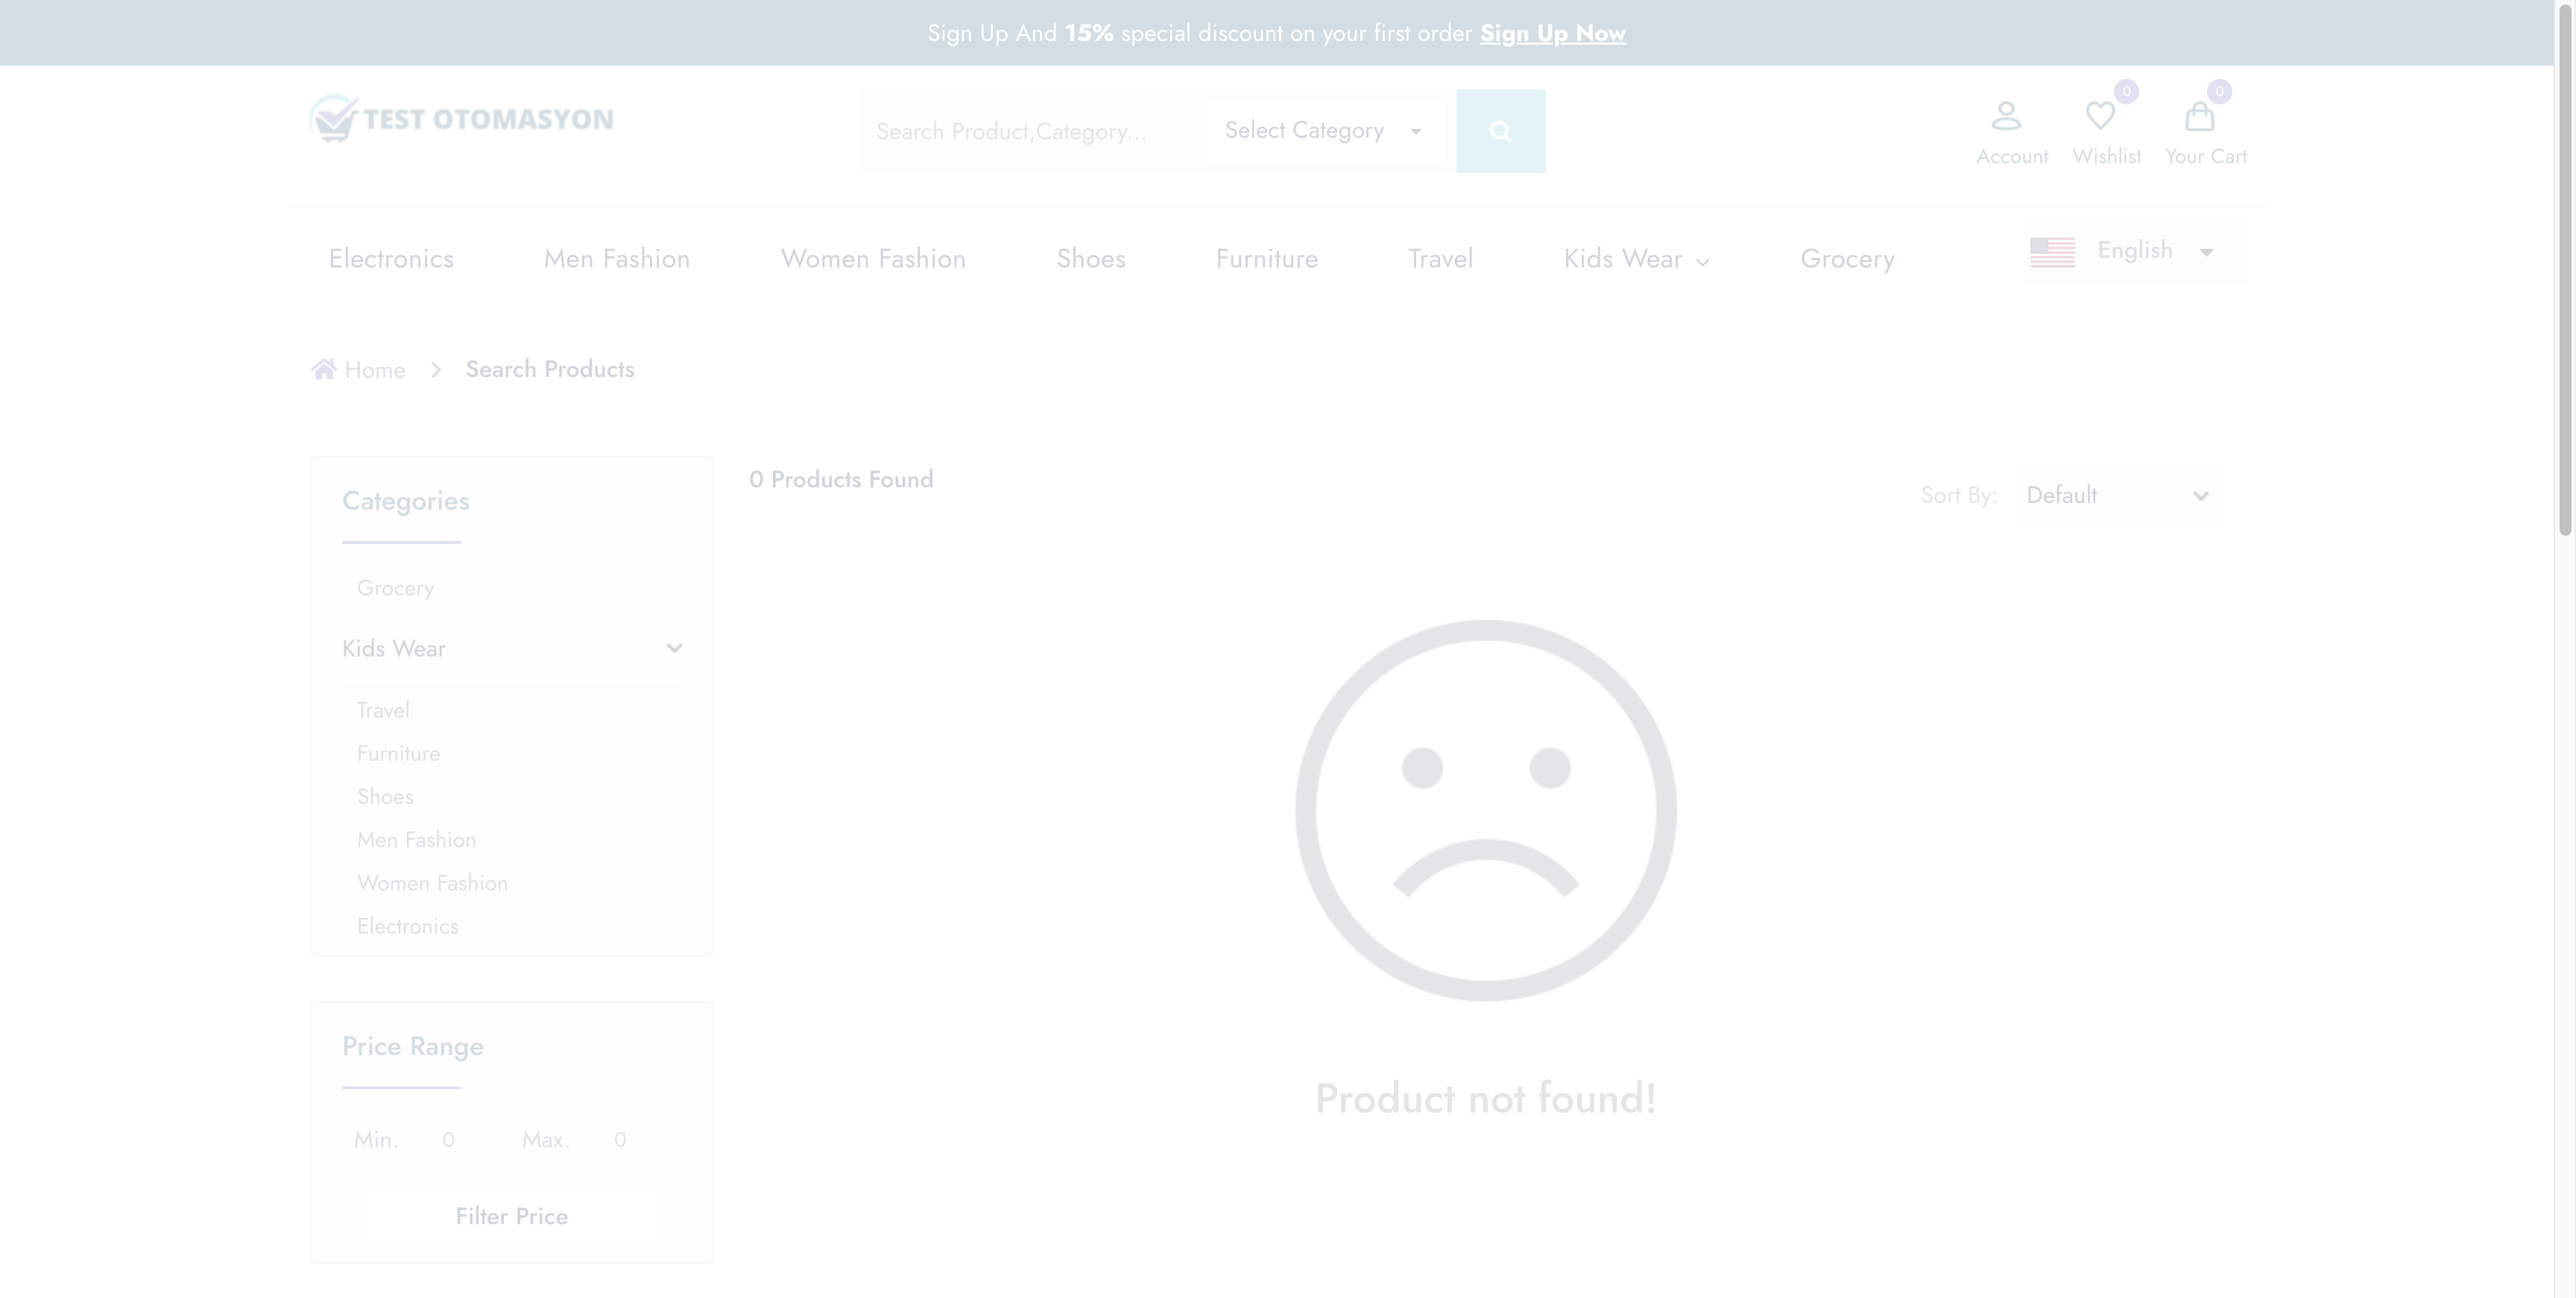 Sign Up And 15% special discount on your first order Sign Up Now
TEST OTOMASYON
Search Product,Category...
Select Category
0
0
Account
Wishlist
Your Cart
Electronics
Men Fashion
Women Fashion
Shoes
Furniture
Travel
Kids Wear
Grocery
English
Home
Search Products
Categories
Grocery
Kids Wear
Travel
Furniture
Shoes
Men Fashion
Women Fashion
Electronics
0 Products Found
Sort By: Default
Product not found!
Price Range
Min. 0 Max. 0
Filter Price